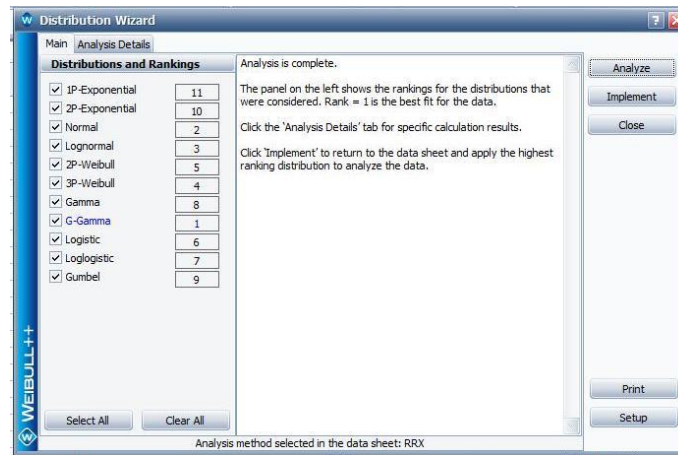 Distribution Wizard
Main Analysis Details
Distributions and Rankings
1P-Exponential 11
2P-Exponential 10
Normal 2
Lognormal 3
2P-Weibull 5
3P-Weibull 4
Gamma 8
G-Gamma 1
Logistic 6
Loglogistic 7
Gumbel 9
Select All Clear All
Analysis is complete.
The panel on the left shows the rankings for the distributions that
were considered. Rank = 1 is the best fit for the data.
Click the 'Analysis Details' tab for specific calculation results.
Click 'Implement' to return to the data sheet and apply the highest
ranking distribution to analyze the data.
Analyze
Implement
Close
Print
Setup
WEIBULL++
Analysis method selected in the data sheet: RRX